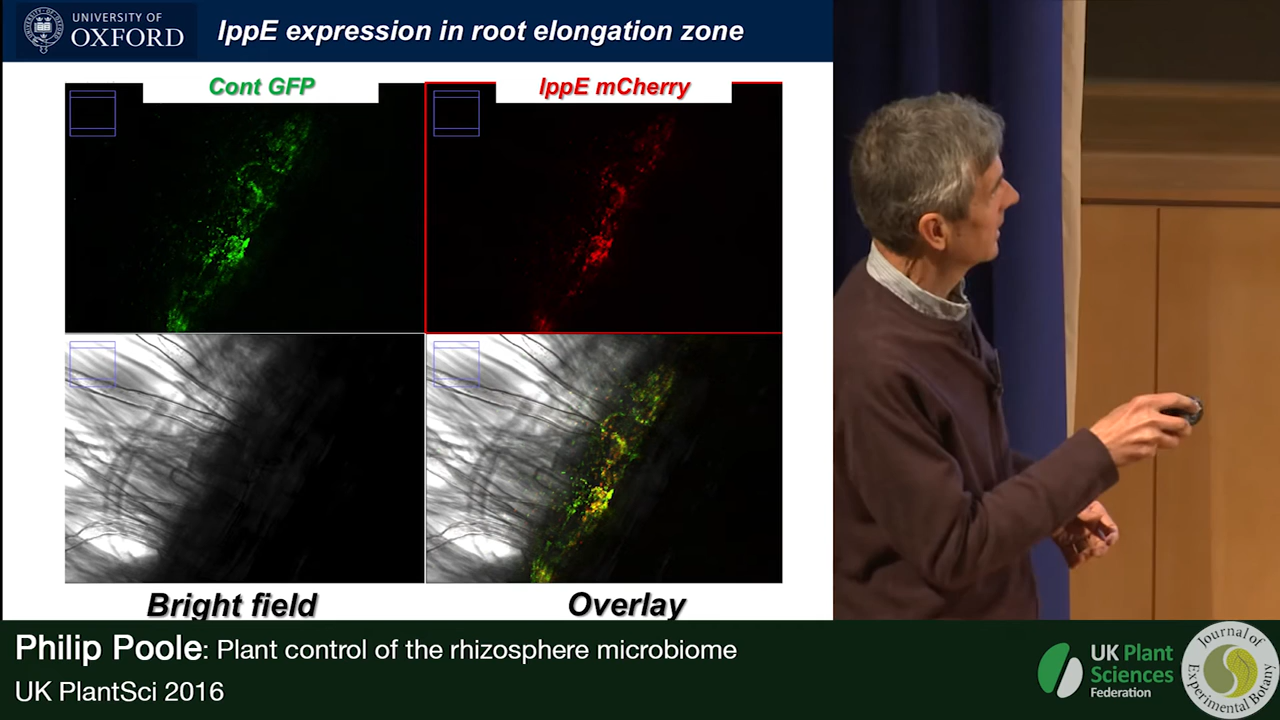 UNIVERSITY OF
OXFORD
IppE expression in root elongation zone
Cont GFP
IppE mCherry
Bright field
Overlay
Philip Poole: Plant control of the rhizosphere microbiome
UK PlantSci 2016
UK Plant
Sciences
Federation
Journal of
Experimental Botany